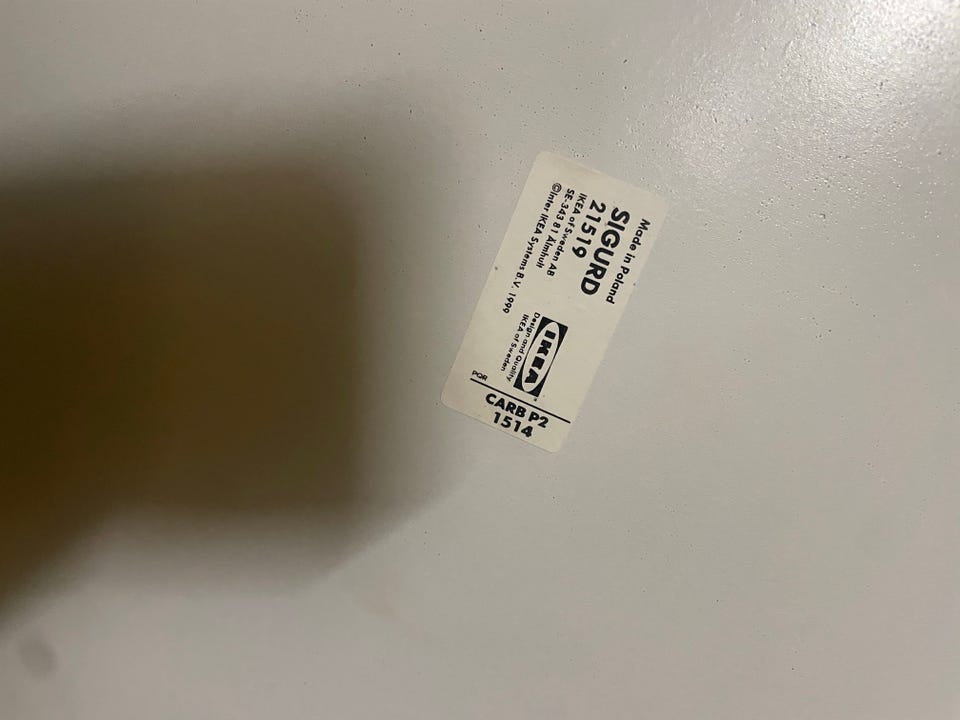 Made in Poland
SIGURD
21519
IKEA of Sweden AB
SE-343 81 Älmhult
©Inter IKEA Systems B.V. 1999
IKEA®
Design and Quality
IKEA of Sweden
PQR
CARB P2
1514